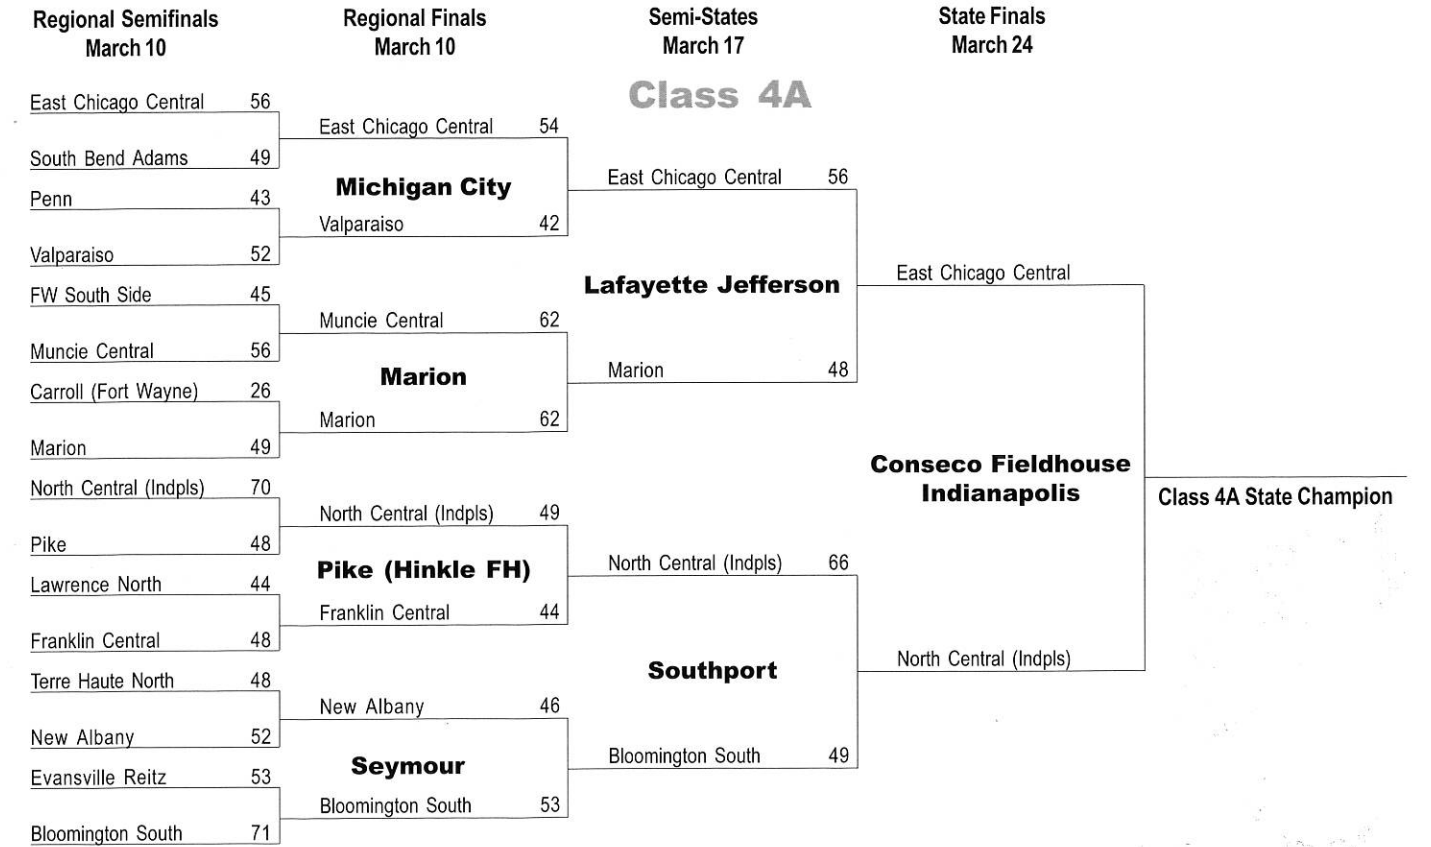 Regional Semifinals
March 10
Regional Finals
March 10
Semi-States
March 17
State Finals
March 24
Class 4A
East Chicago Central 56
South Bend Adams 49
Penn 43
Valparaiso 52
FW South Side 45
Muncie Central 56
Carroll (Fort Wayne) 26
Marion 49
North Central (Indpls) 70
Pike 48
Lawrence North 44
Franklin Central 48
Terre Haute North 48
New Albany 52
Evansville Reitz 53
Bloomington South 71
East Chicago Central 54
Michigan City
Valparaiso 42
Muncie Central 62
Marion
Marion 62
North Central (Indpls) 49
Pike (Hinkle FH)
Franklin Central 44
New Albany 46
Seymour
Bloomington South 53
East Chicago Central 56
Lafayette Jefferson
Marion 48
North Central (Indpls) 66
Southport
Bloomington South 49
East Chicago Central
Conseco Fieldhouse
Indianapolis
North Central (Indpls)
Class 4A State Champion